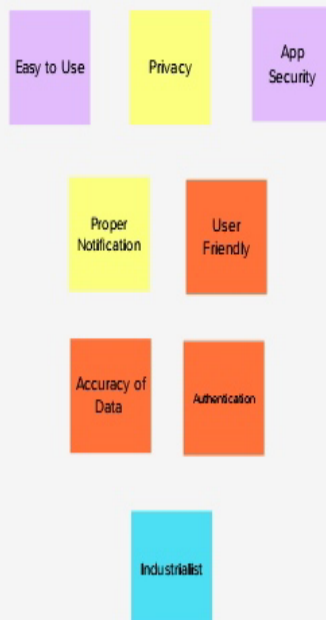 Easy to Use
Privacy
App
Security
Proper
Notification
User
Friendly
Accuracy of
Data
Authentication
Industrialist